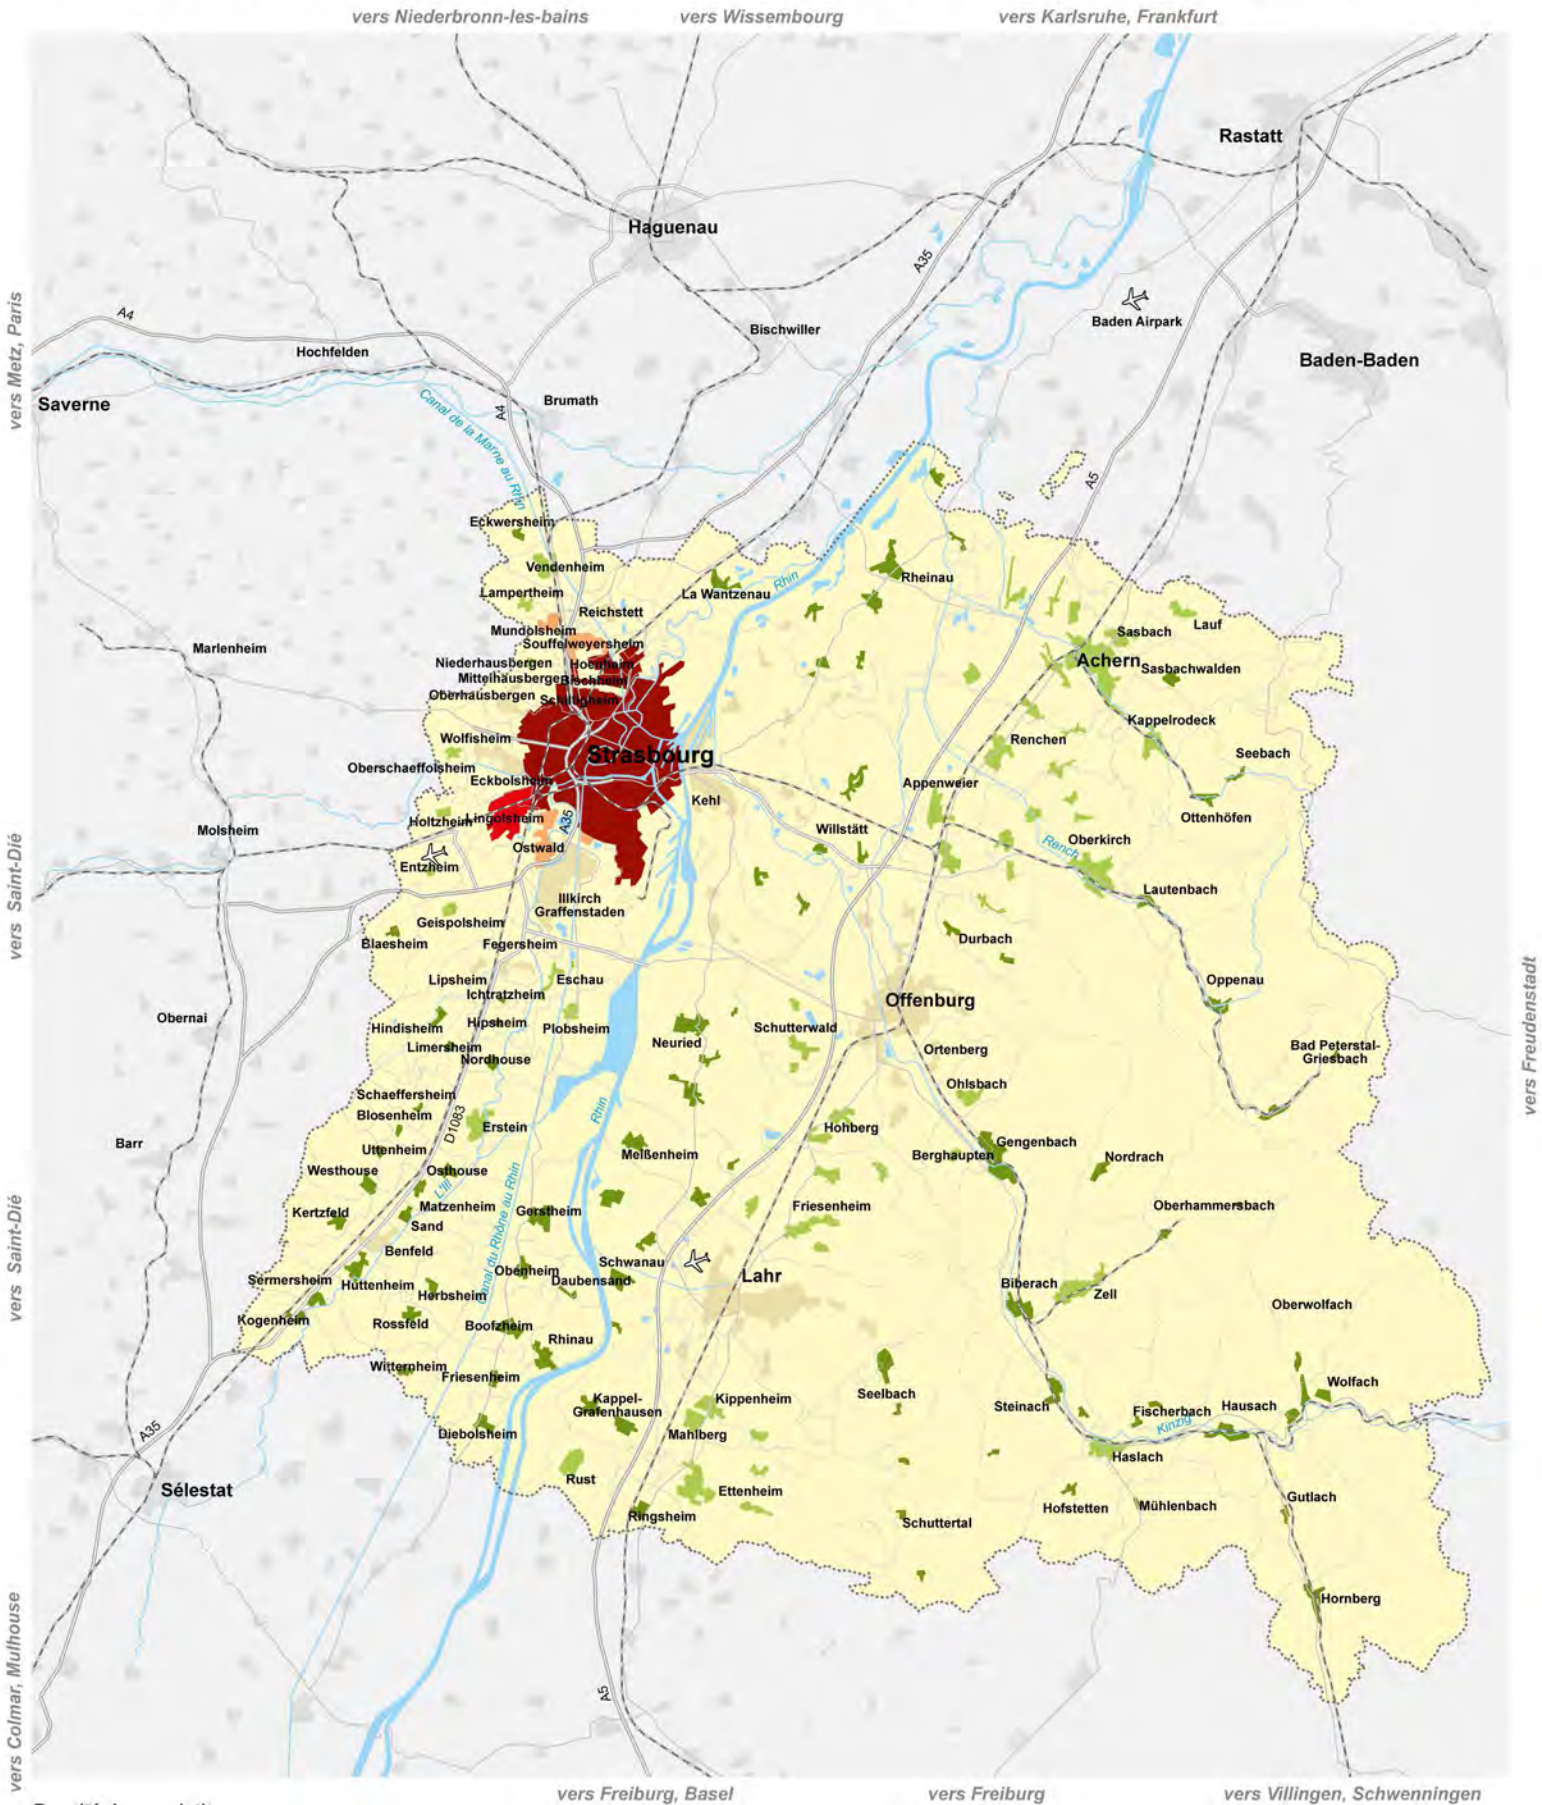 vers Niederbronn-les-bains
vers Wissembourg
vers Karlsruhe, Frankfurt
Rastatt
Haguenau
A35
Baden Airpark
Bischwiller
A4
Hochfelden
Baden-Baden
vers Metz, Paris
Saverne
Brumath
A4
Canal de la Marne au Rhin
A5
Eckwersheim
Vendenheim
Rhin
Rheinau
Lampertheim
La Wantzenau
Reichstett
Lauf
Mundolsheim
Sasbach
Souffelweyersheim
Marlenheim
Niederhausbergen
Hoenheim
Achern
Sasbachwalden
Mittelhausbergen
Bischheim
Oberhausbergen
Schiltigheim
Kappelrodeck
Wolfisheim
Renchen
Strasbourg
Seebach
Oberschaeffolsheim
Eckbolsheim
Appenweier
Kehl
Holtzheim
Lingolsheim
A35
Ottenhöfen
Molsheim
Willstätt
Oberkirch
Ostwald
Rench
Entzheim
vers Saint-Dié
Lautenbach
Illkirch
Graffenstaden
Geispolsheim
Blaesheim
Fegersheim
Durbach
Lipsheim
Eschau
Oppenau
Ichtratzheim
Offenburg
Obernai
Hindisheim
Hipsheim
Plobsheim
Schutterwald
Limersheim
Neuried
vers Freudenstadt
Nordhouse
Ortenberg
Bad Peterstal-
Griesbach
Ohlsbach
Schaeffersheim
Blosenheim
D1083
Rhin
Erstein
Hohberg
Barr
Uttenheim
Gengenbach
Meißenheim
Berghaupten
Nordrach
Westhouse
Osthouse
L'Ill
Canal du Rhône au Rhin
Matzenheim
Kertzfeld
Gerstheim
Friesenheim
Oberhammersbach
Sand
vers Saint-Dié
Benfeld
Schwanau
Obenheim
Lahr
Sermersheim
Huttenheim
Daubensand
Biberach
Herbsheim
Zell
Oberwolfach
Kogenheim
Rossfeld
Boofzheim
Rhinau
Witternheim
Friesenheim
Wolfach
Seelbach
Kappel-
Grafenhausen
Kippenheim
Steinach
Fischerbach
Hausach
Kinzig
A35
Diebolsheim
Mahlberg
Haslach
Rust
Sélestat
Ettenheim
Gutlach
Hofstetten
Mühlenbach
Ringsheim
Schuttertal
Hornberg
vers Colmar, Mulhouse
A5
vers Freiburg, Basel
vers Freiburg
vers Villingen, Schwenningen